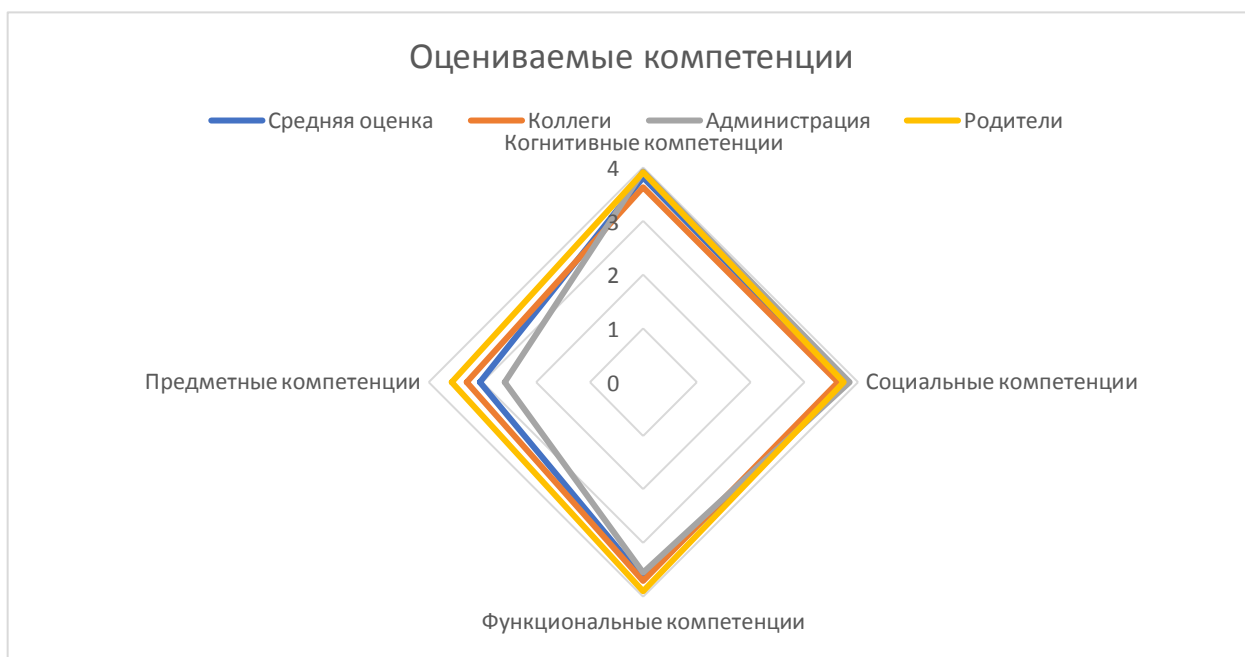 Оцениваемые компетенции
Средняя оценка Коллеги Администрация Родители
Когнитивные компетенции
4
3
2
1
0
Предметные компетенции
Социальные компетенции
Функциональные компетенции